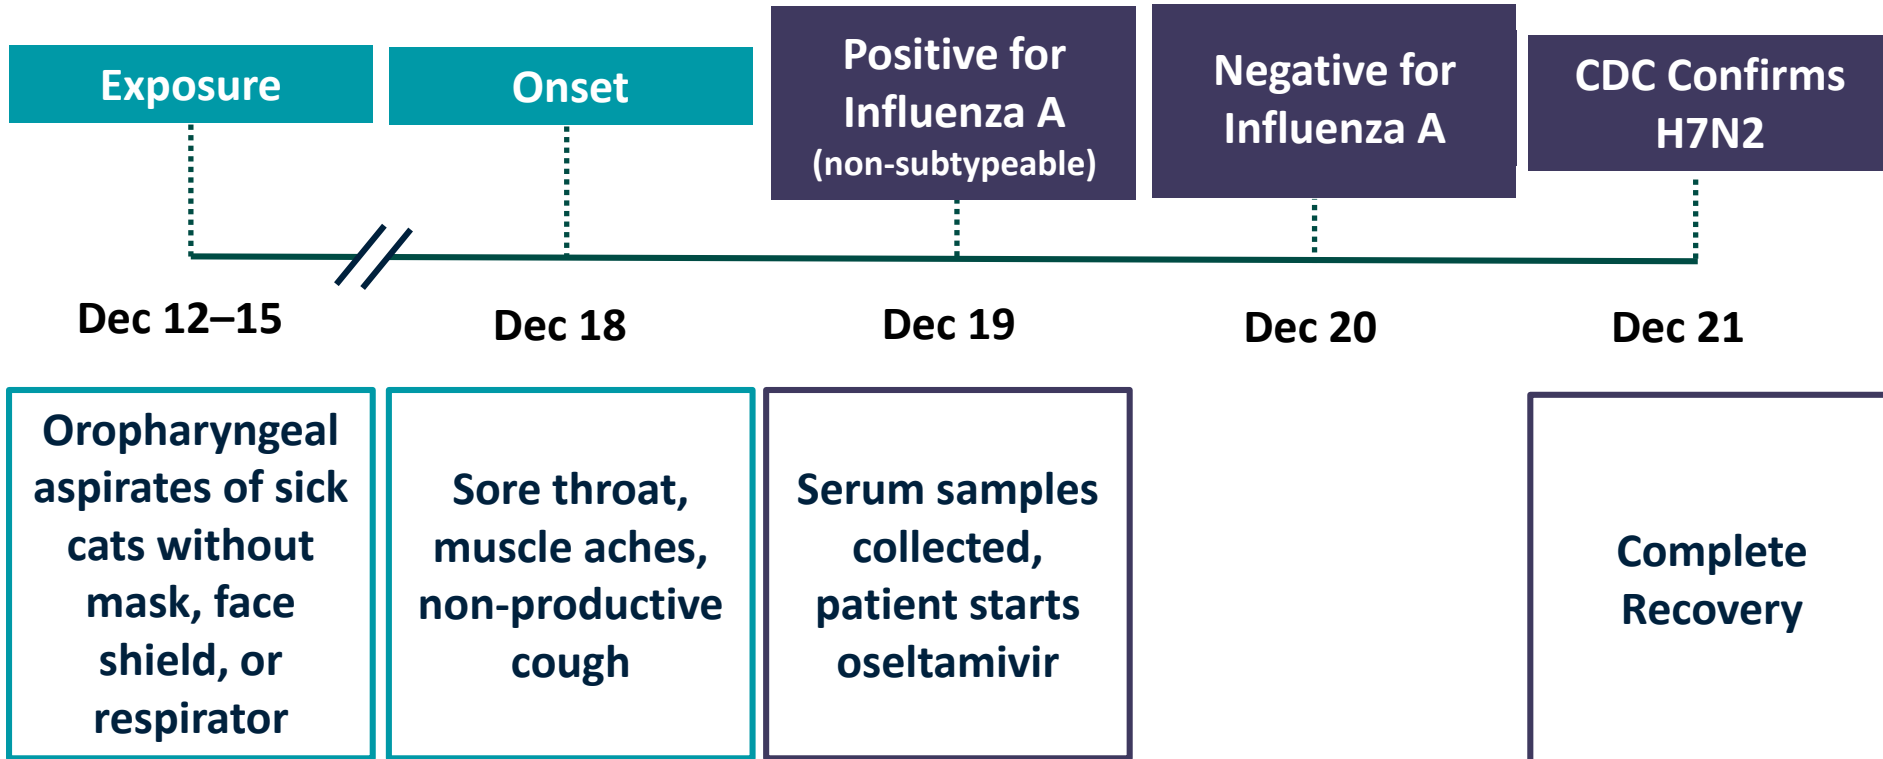 Exposure
Onset
Positive for
Influenza A
(non-subtypeable)
Negative for
Influenza A
CDC Confirms
H7N2
Dec 12–15
Dec 18
Dec 19
Dec 20
Dec 21
Oropharyngeal
aspirates of sick
cats without
mask, face
shield, or
respirator
Sore throat,
muscle aches,
non-productive
cough
Serum samples
collected,
patient starts
oseltamivir
Complete
Recovery